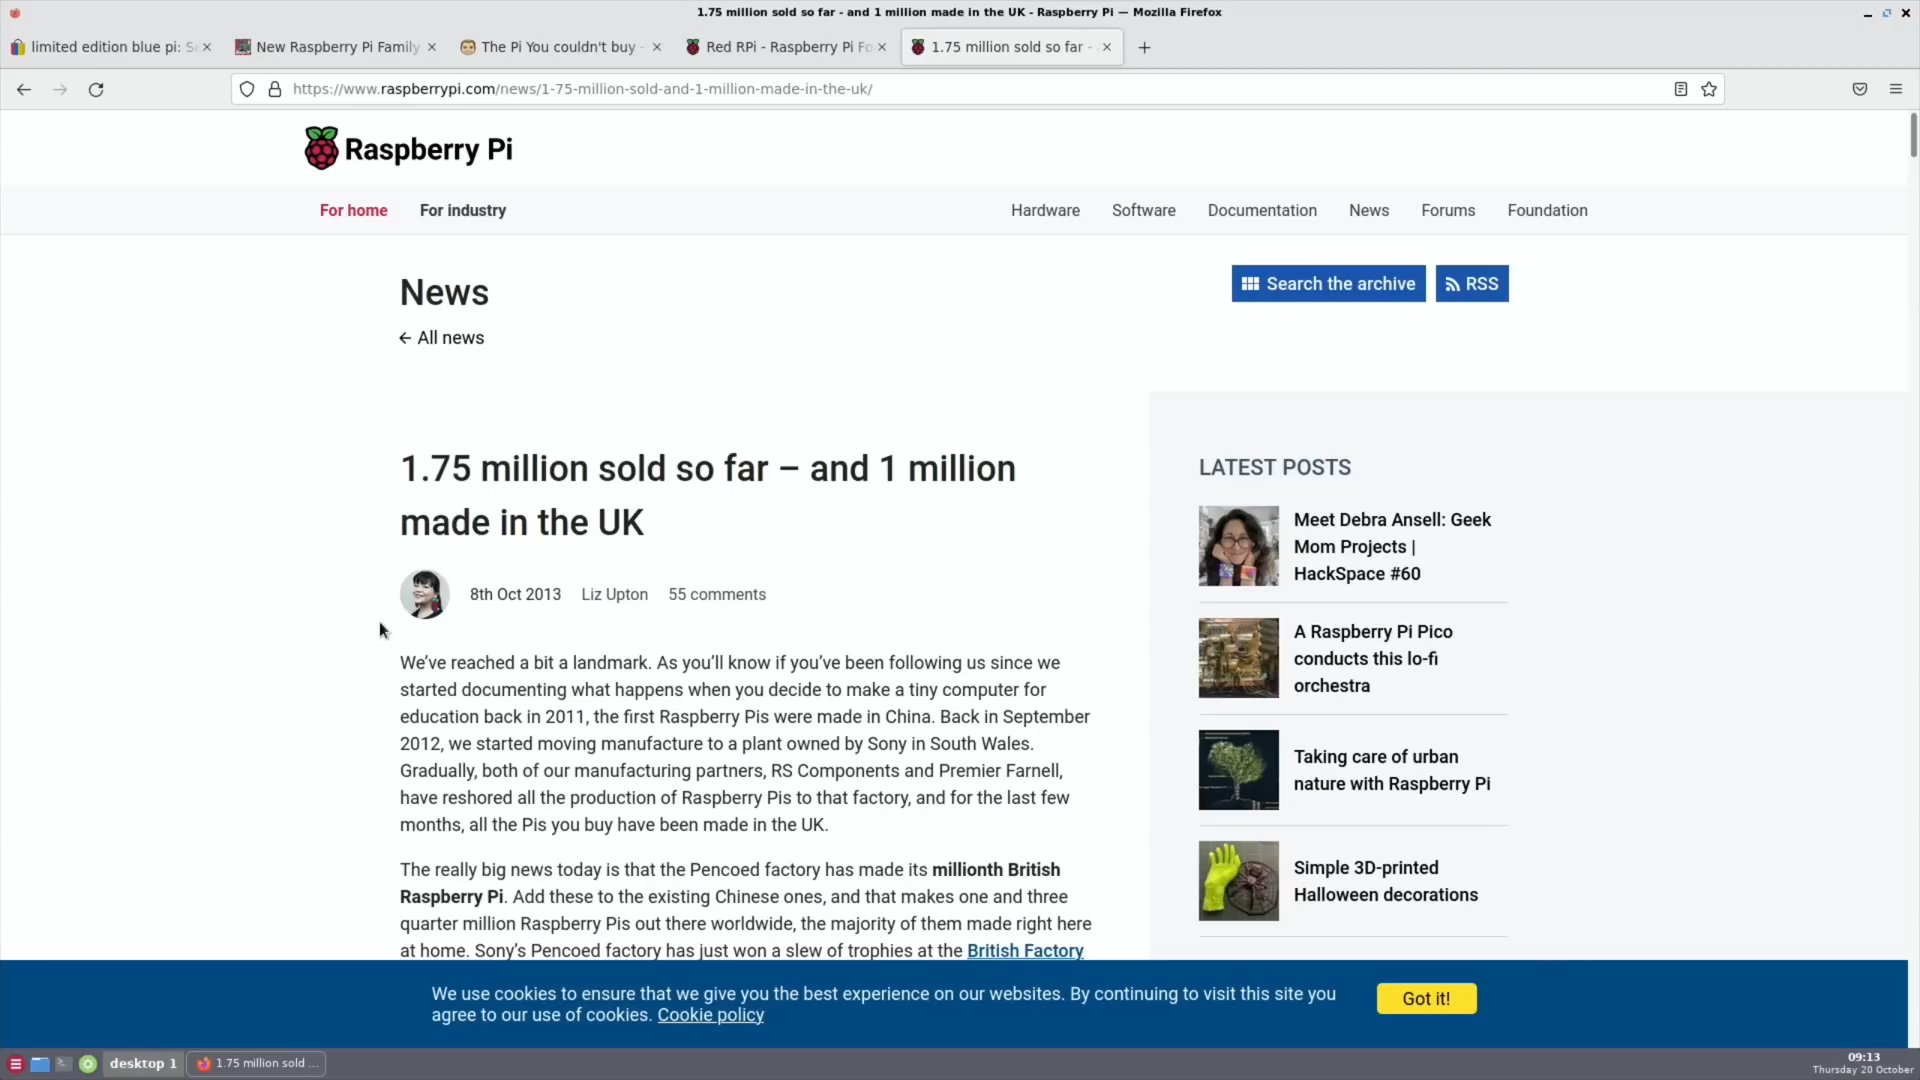 1.75 million sold so far - and 1 million made in the UK - Raspberry Pi — Mozilla Firefox
limited edition blue pi: S
New Raspberry Pi Family
The Pi You couldn't buy -
Red RPi - Raspberry Pi Fo
1.75 million sold so far -
https://www.raspberrypi.com/news/1-75-million-sold-and-1-million-made-in-the-uk/
Raspberry Pi
For home
For industry
Hardware
Software
Documentation
News
Forums
Foundation
News
Search the archive
RSS
← All news
1.75 million sold so far – and 1 million
made in the UK
8th Oct 2013 Liz Upton 55 comments
We’ve reached a bit a landmark. As you’ll know if you’ve been following us since we
started documenting what happens when you decide to make a tiny computer for
education back in 2011, the first Raspberry Pis were made in China. Back in September
2012, we started moving manufacture to a plant owned by Sony in South Wales.
Gradually, both of our manufacturing partners, RS Components and Premier Farnell,
have reshored all the production of Raspberry Pis to that factory, and for the last few
months, all the Pis you buy have been made in the UK.
The really big news today is that the Pencoed factory has made its millionth British
Raspberry Pi. Add these to the existing Chinese ones, and that makes one and three
quarter million Raspberry Pis out there worldwide, the majority of them made right here
at home. Sony’s Pencoed factory has just won a slew of trophies at the British Factory
LATEST POSTS
Meet Debra Ansell: Geek
Mom Projects |
HackSpace #60
A Raspberry Pi Pico
conducts this lo-fi
orchestra
Taking care of urban
nature with Raspberry Pi
Simple 3D-printed
Halloween decorations
We use cookies to ensure that we give you the best experience on our websites. By continuing to visit this site you
agree to our use of cookies. Cookie policy
Got it!
desktop 1
1.75 million sold ...
09:13
Thursday 20 October